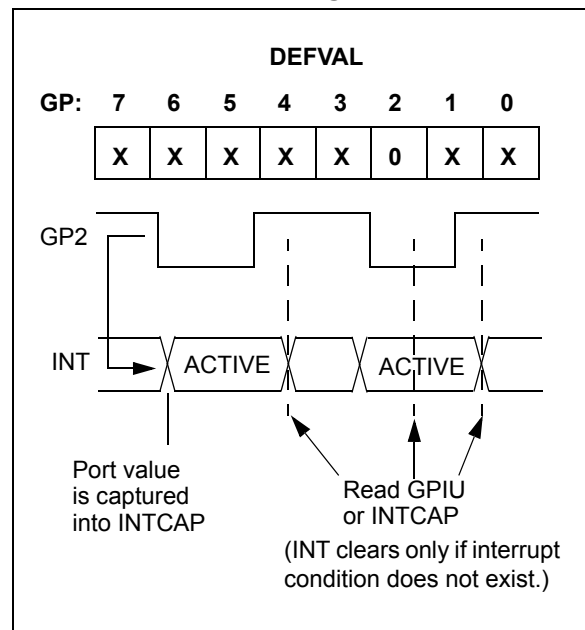 DEFVAL
GP: 7 6 5 4 3 2 1 0
X X X X X 0 X X
GP2
INT ACTIVE ACTIVE
Port value
is captured
into INTCAP
Read GPIU
or INTCAP
(INT clears only if interrupt
condition does not exist.)